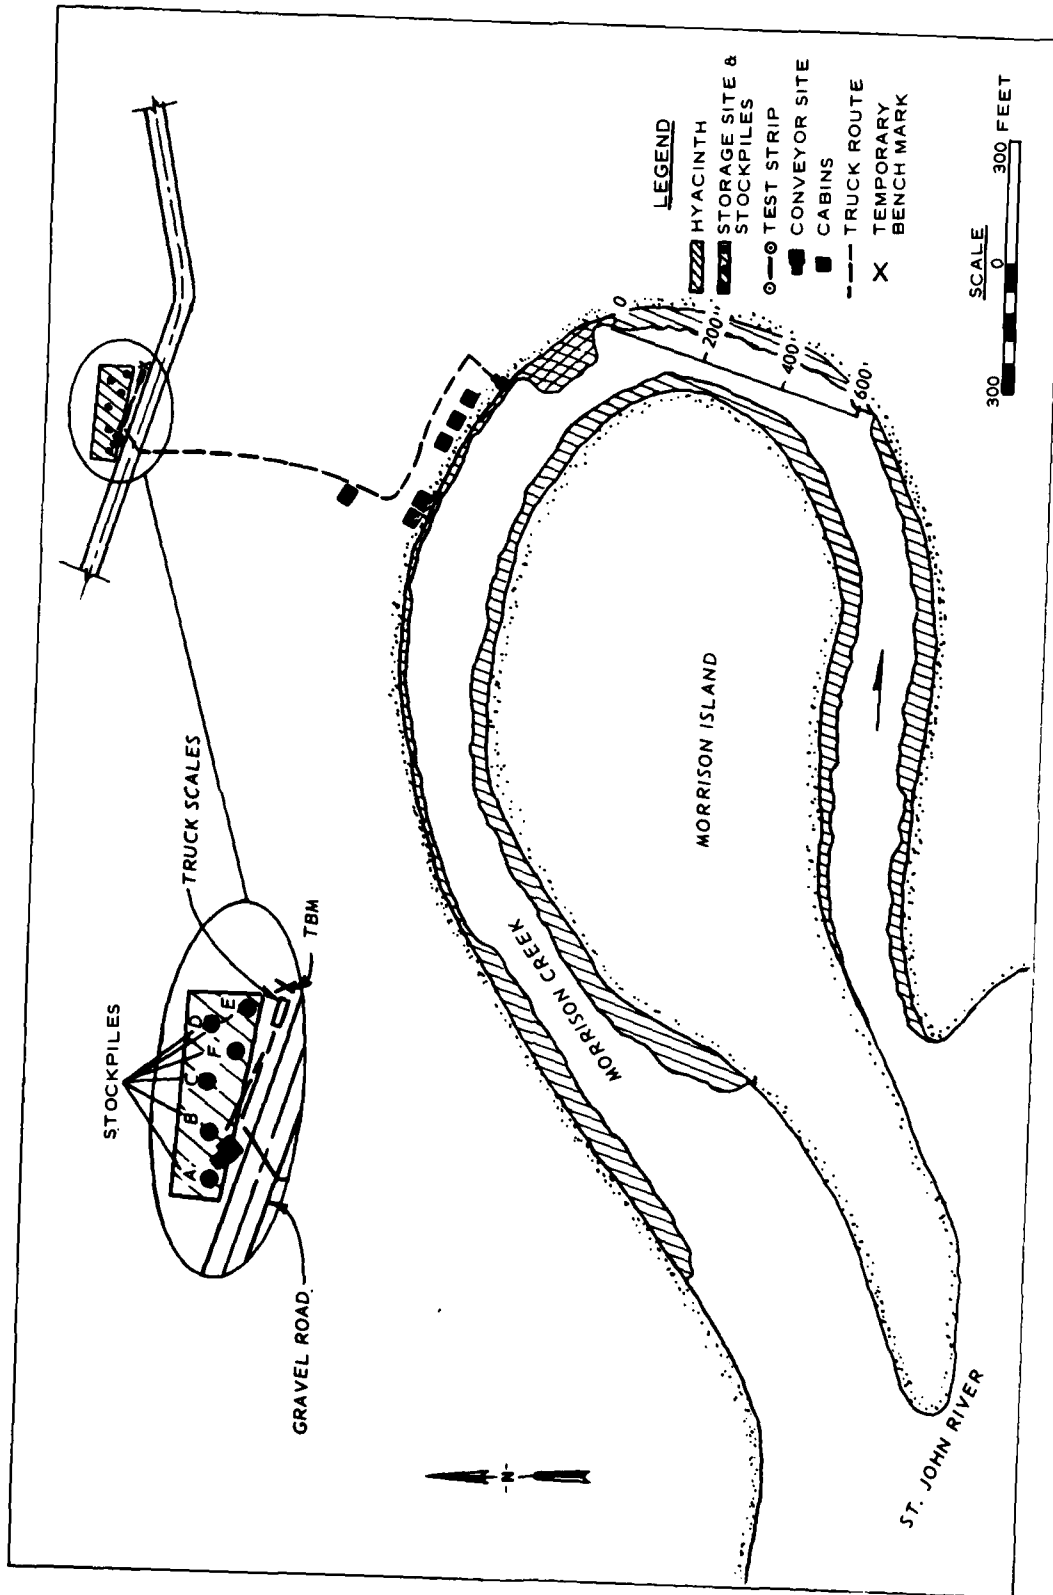 STOCKPILES
A
B
C
F
D
E
TRUCK SCALES
TBM
GRAVEL ROAD
-N-
MORRISON CREEK
MORRISON ISLAND
ST. JOHN RIVER
0
200'
400'
600'
LEGEND
HYACINTH
STORAGE SITE &
STOCKPILES
TEST STRIP
CONVEYOR SITE
CABINS
TRUCK ROUTE
X TEMPORARY
BENCH MARK
SCALE
300 0 300 FEET